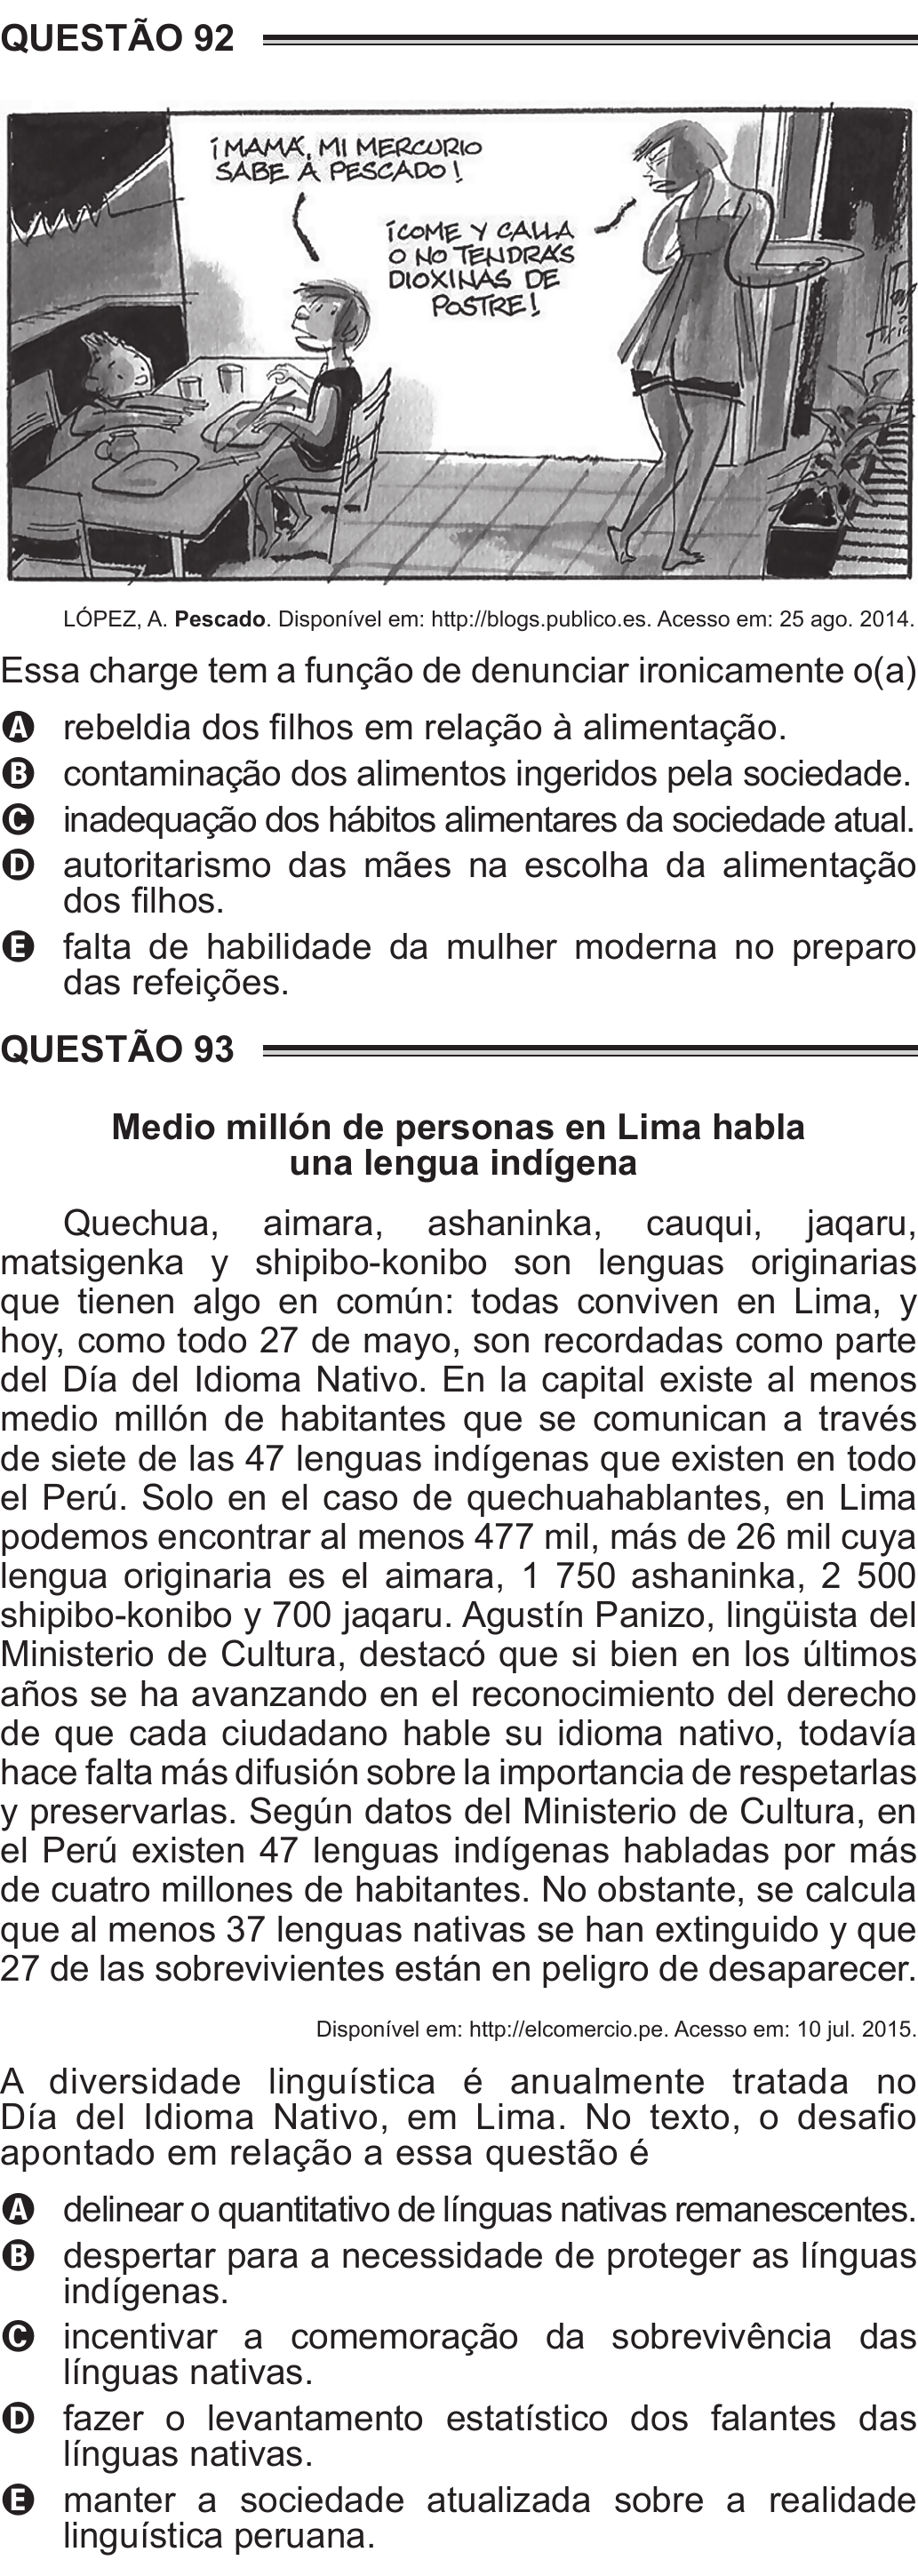 QUESTÃO 92
¡MAMÁ, MI MERCURIO
SABE A PESCADO!
¡COME Y CALLA
O NO TENDRÁS
DIOXINAS DE
POSTRE!
LÓPEZ, A. Pescado. Disponível em: http://blogs.publico.es. Acesso em: 25 ago. 2014.
Essa charge tem a função de denunciar ironicamente o(a)
A rebeldia dos filhos em relação à alimentação.
B contaminação dos alimentos ingeridos pela sociedade.
C inadequação dos hábitos alimentares da sociedade atual.
D autoritarismo das mães na escolha da alimentação
dos filhos.
E falta de habilidade da mulher moderna no preparo
das refeições.
QUESTÃO 93
Medio millón de personas en Lima habla
una lengua indígena
Quechua, aimara, ashaninka, cauqui, jaqaru,
matsigenka y shipibo-konibo son lenguas originarias
que tienen algo en común: todas conviven en Lima, y
hoy, como todo 27 de mayo, son recordadas como parte
del Día del Idioma Nativo. En la capital existe al menos
medio millón de habitantes que se comunican a través
de siete de las 47 lenguas indígenas que existen en todo
el Perú. Solo en el caso de quechuahablantes, en Lima
podemos encontrar al menos 477 mil, más de 26 mil cuya
lengua originaria es el aimara, 1 750 ashaninka, 2 500
shipibo-konibo y 700 jaqaru. Agustín Panizo, lingüista del
Ministerio de Cultura, destacó que si bien en los últimos
años se ha avanzando en el reconocimiento del derecho
de que cada ciudadano hable su idioma nativo, todavía
hace falta más difusión sobre la importancia de respetarlas
y preservarlas. Según datos del Ministerio de Cultura, en
el Perú existen 47 lenguas indígenas habladas por más
de cuatro millones de habitantes. No obstante, se calcula
que al menos 37 lenguas nativas se han extinguido y que
27 de las sobrevivientes están en peligro de desaparecer.
Disponível em: http://elcomercio.pe. Acesso em: 10 jul. 2015.
A diversidade linguística é anualmente tratada no
Día del Idioma Nativo, em Lima. No texto, o desafio
apontado em relação a essa questão é
A delinear o quantitativo de línguas nativas remanescentes.
B despertar para a necessidade de proteger as línguas
indígenas.
C incentivar a comemoração da sobrevivência das
línguas nativas.
D fazer o levantamento estatístico dos falantes das
línguas nativas.
E manter a sociedade atualizada sobre a realidade
linguística peruana.